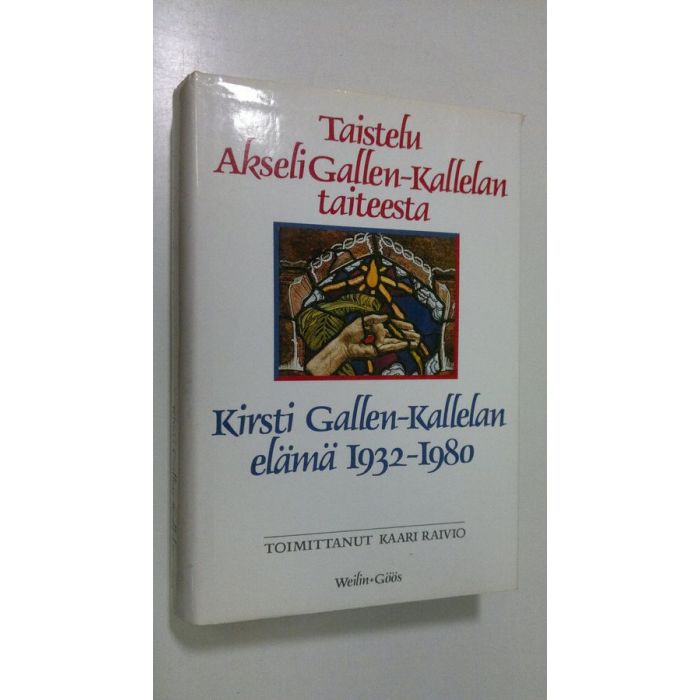 Taistelu
Akseli Gallen-Kallelan
taiteesta
Kirsti Gallen-Kallelan
elämä 1932-1980
TOIMITTANUT KAARI RAIVIO
Weilin+Göös